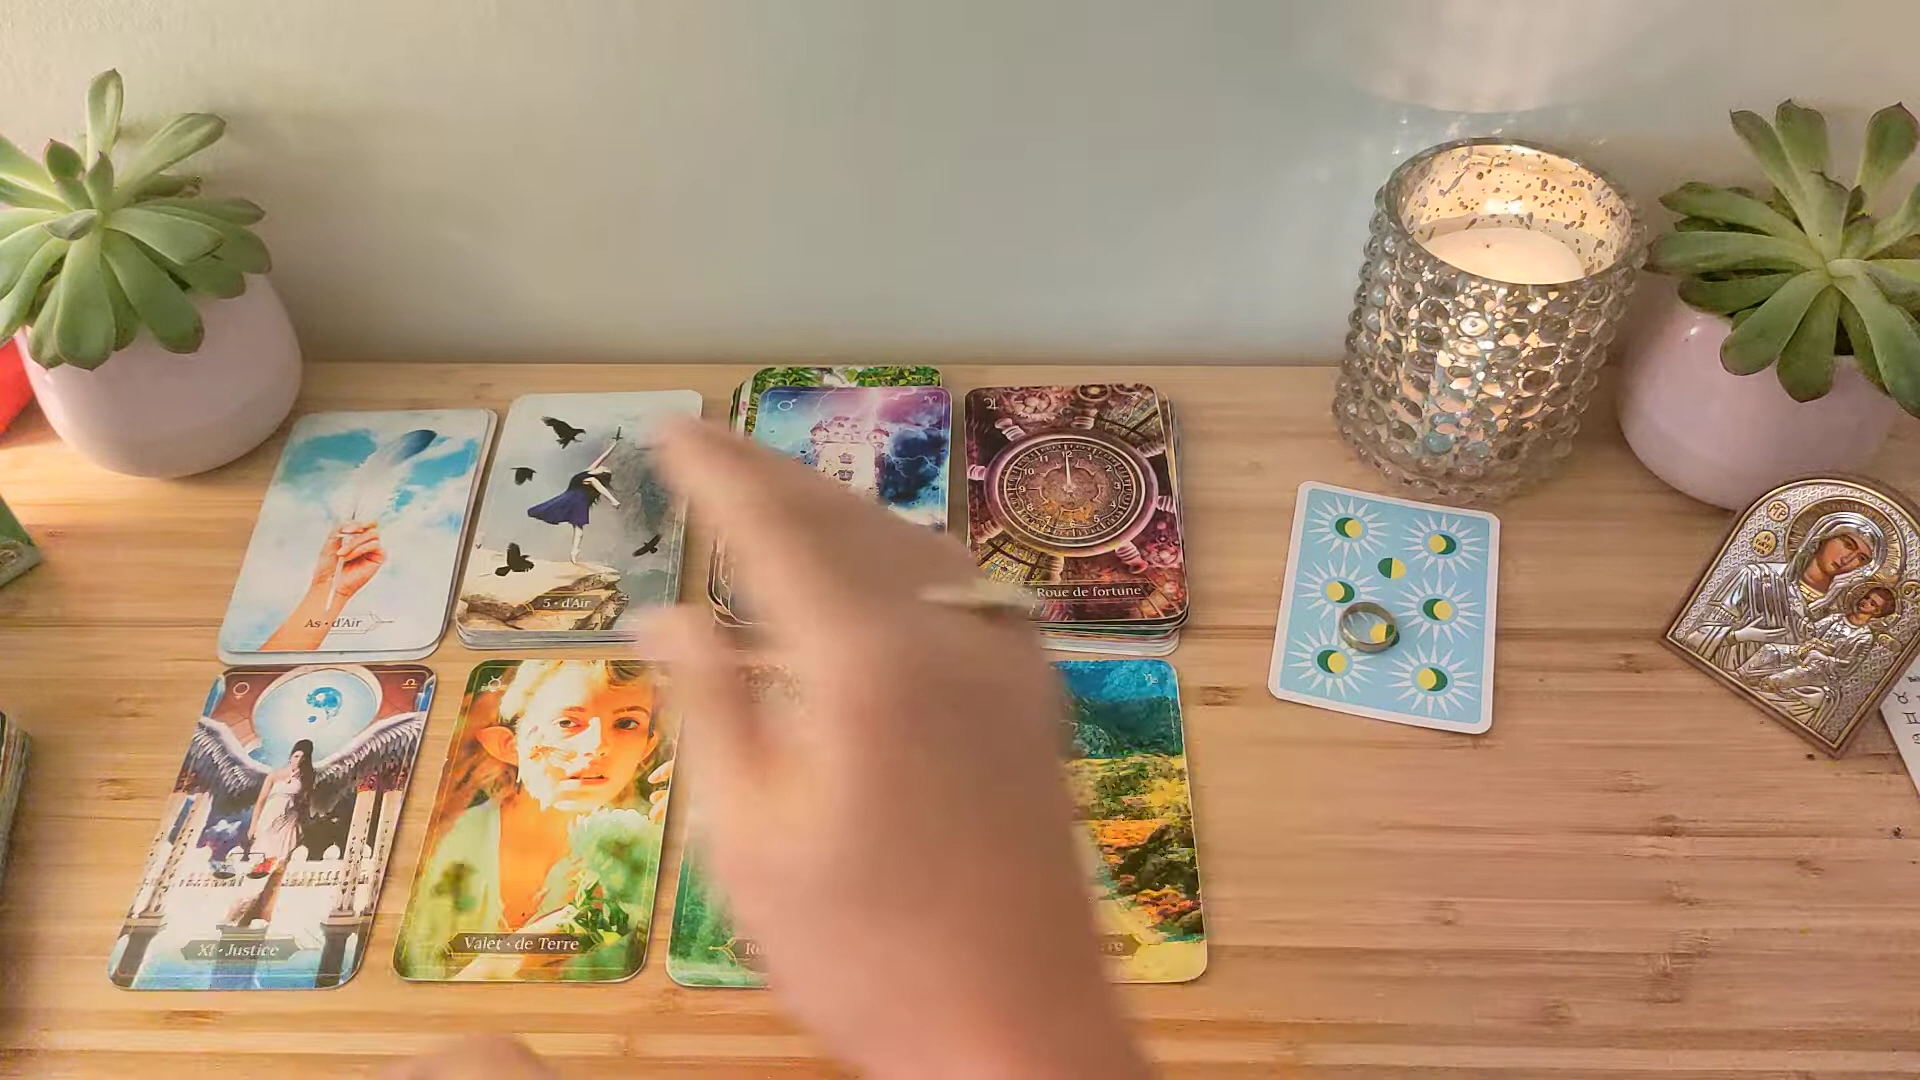 As • d'Air
5 • d'Air
Roue de fortune
XI • Justice
Valet • de Terre